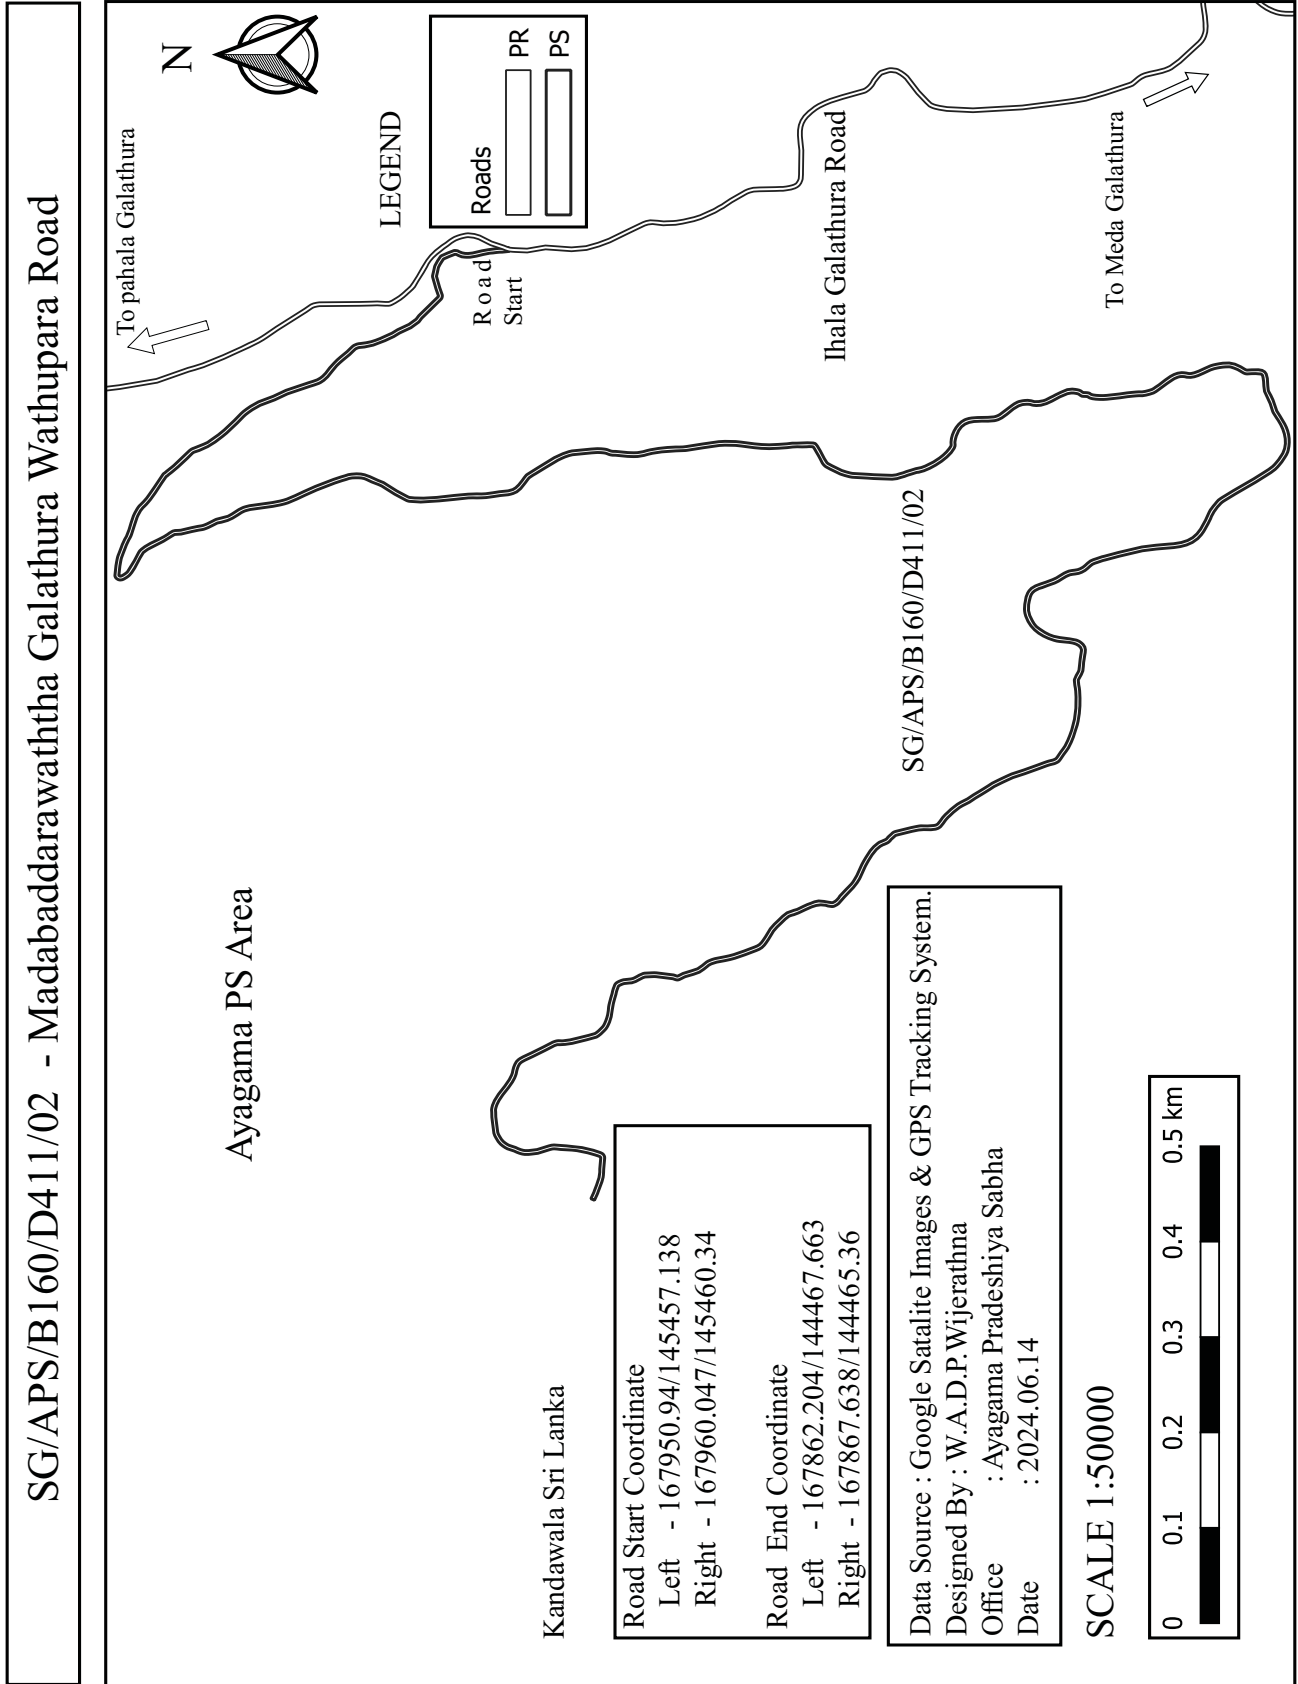 SG/APS/B160/D411/02 - Madabaddarawaththa Galathura Wathupara Road
To pahala Galathura
N
LEGEND
Roads
PR
PS
Road
Start
Ihala Galathura Road
To Meda Galathura
Ayagama PS Area
SG/APS/B160/D411/02
Kandawala Sri Lanka
Road Start Coordinate
Left - 167950.94/145457.138
Right - 167960.047/145460.34
Road End Coordinate
Left - 167862.204/144467.663
Right - 167867.638/144465.36
Data Source : Google Satalite Images & GPS Tracking System.
Designed By : W.A.D.P.Wijerathna
Office : Ayagama Pradeshiya Sabha
Date : 2024.06.14
SCALE 1:50000
0 0.1 0.2 0.3 0.4 0.5 km